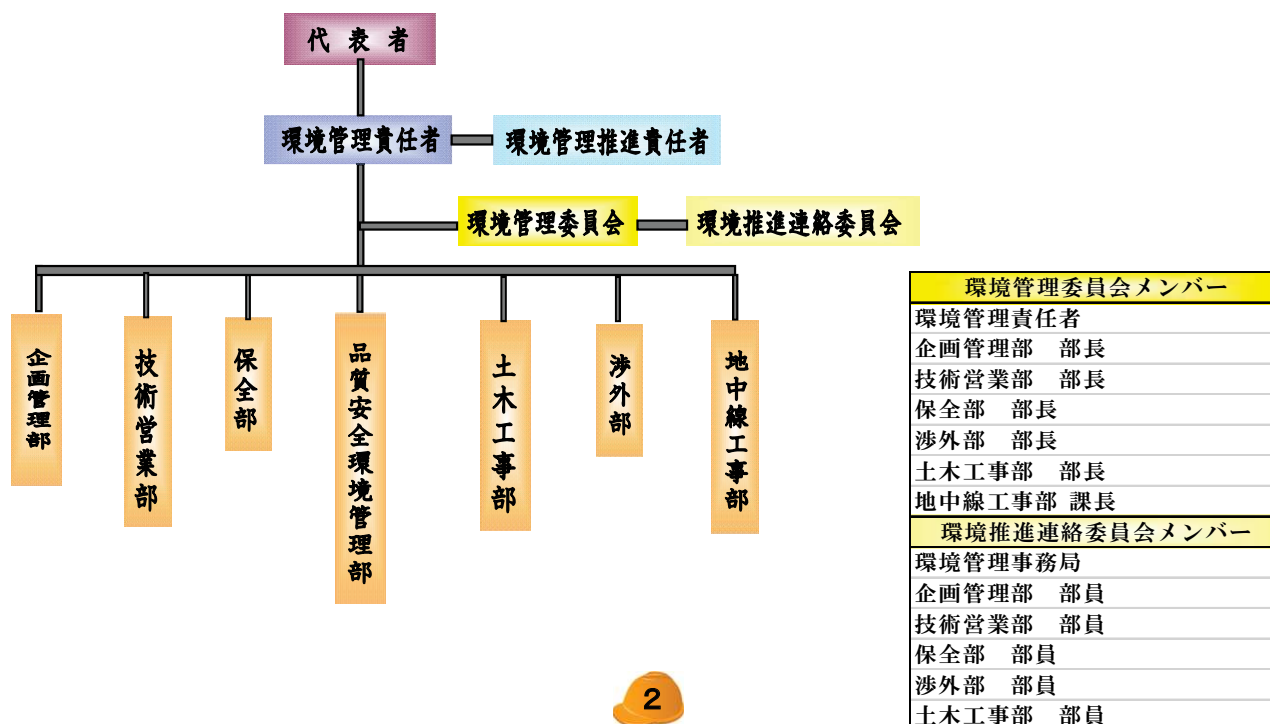 代 表 者
環境管理責任者
環境管理推進責任者
環境管理委員会
環境推進連絡委員会
企画管理部
技術営業部
保全部
品質安全環境管理部
土木工事部
渉外部
地中線工事部
環境管理委員会メンバー
環境管理責任者
企画管理部　部長
技術営業部　部長
保全部　部長
渉外部　部長
土木工事部　部長
地中線工事部 課長
環境推進連絡委員会メンバー
環境管理事務局
企画管理部　部員
技術営業部　部員
保全部　部員
渉外部　部員
土木工事部　部員
2